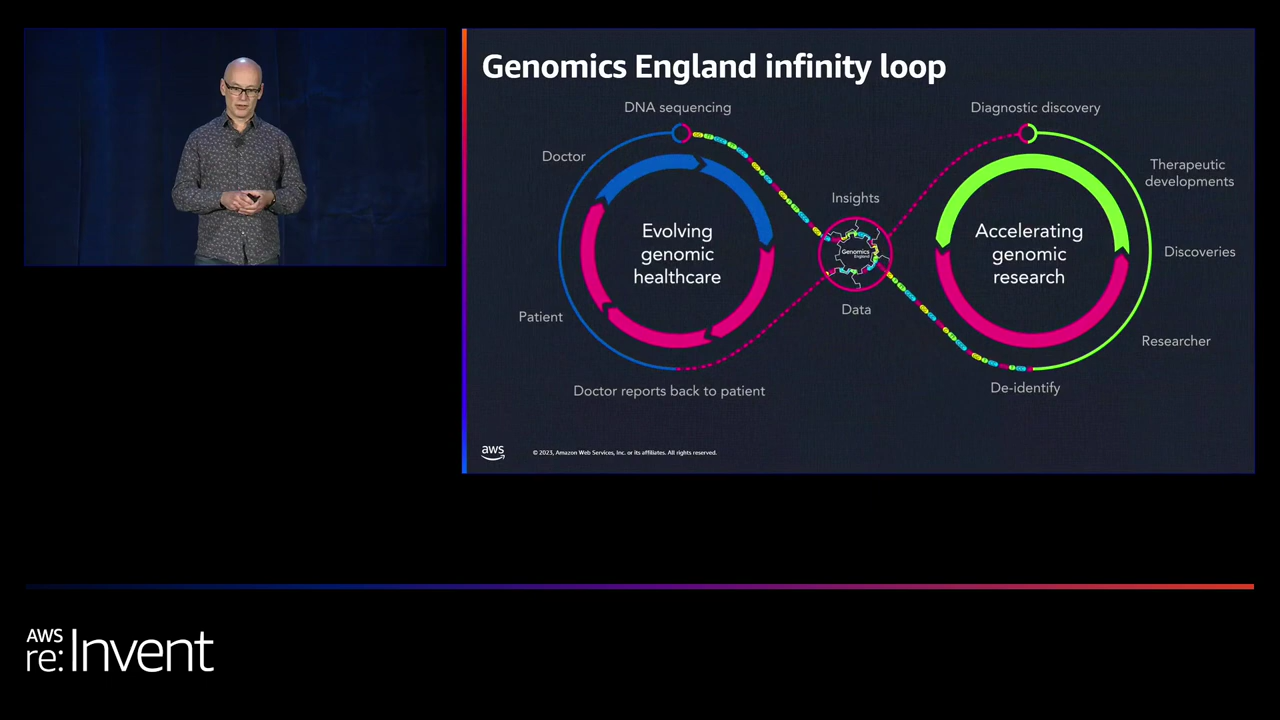 Genomics England infinity loop
DNA sequencing
Diagnostic discovery
Doctor
Therapeutic
developments
Insights
Evolving
genomic
healthcare
Genomics
England
Accelerating
genomic
research
Discoveries
Patient
Data
Researcher
Doctor reports back to patient
De-identify
aws
© 2023, Amazon Web Services, Inc. or its affiliates. All rights reserved.
AWS
re:Invent